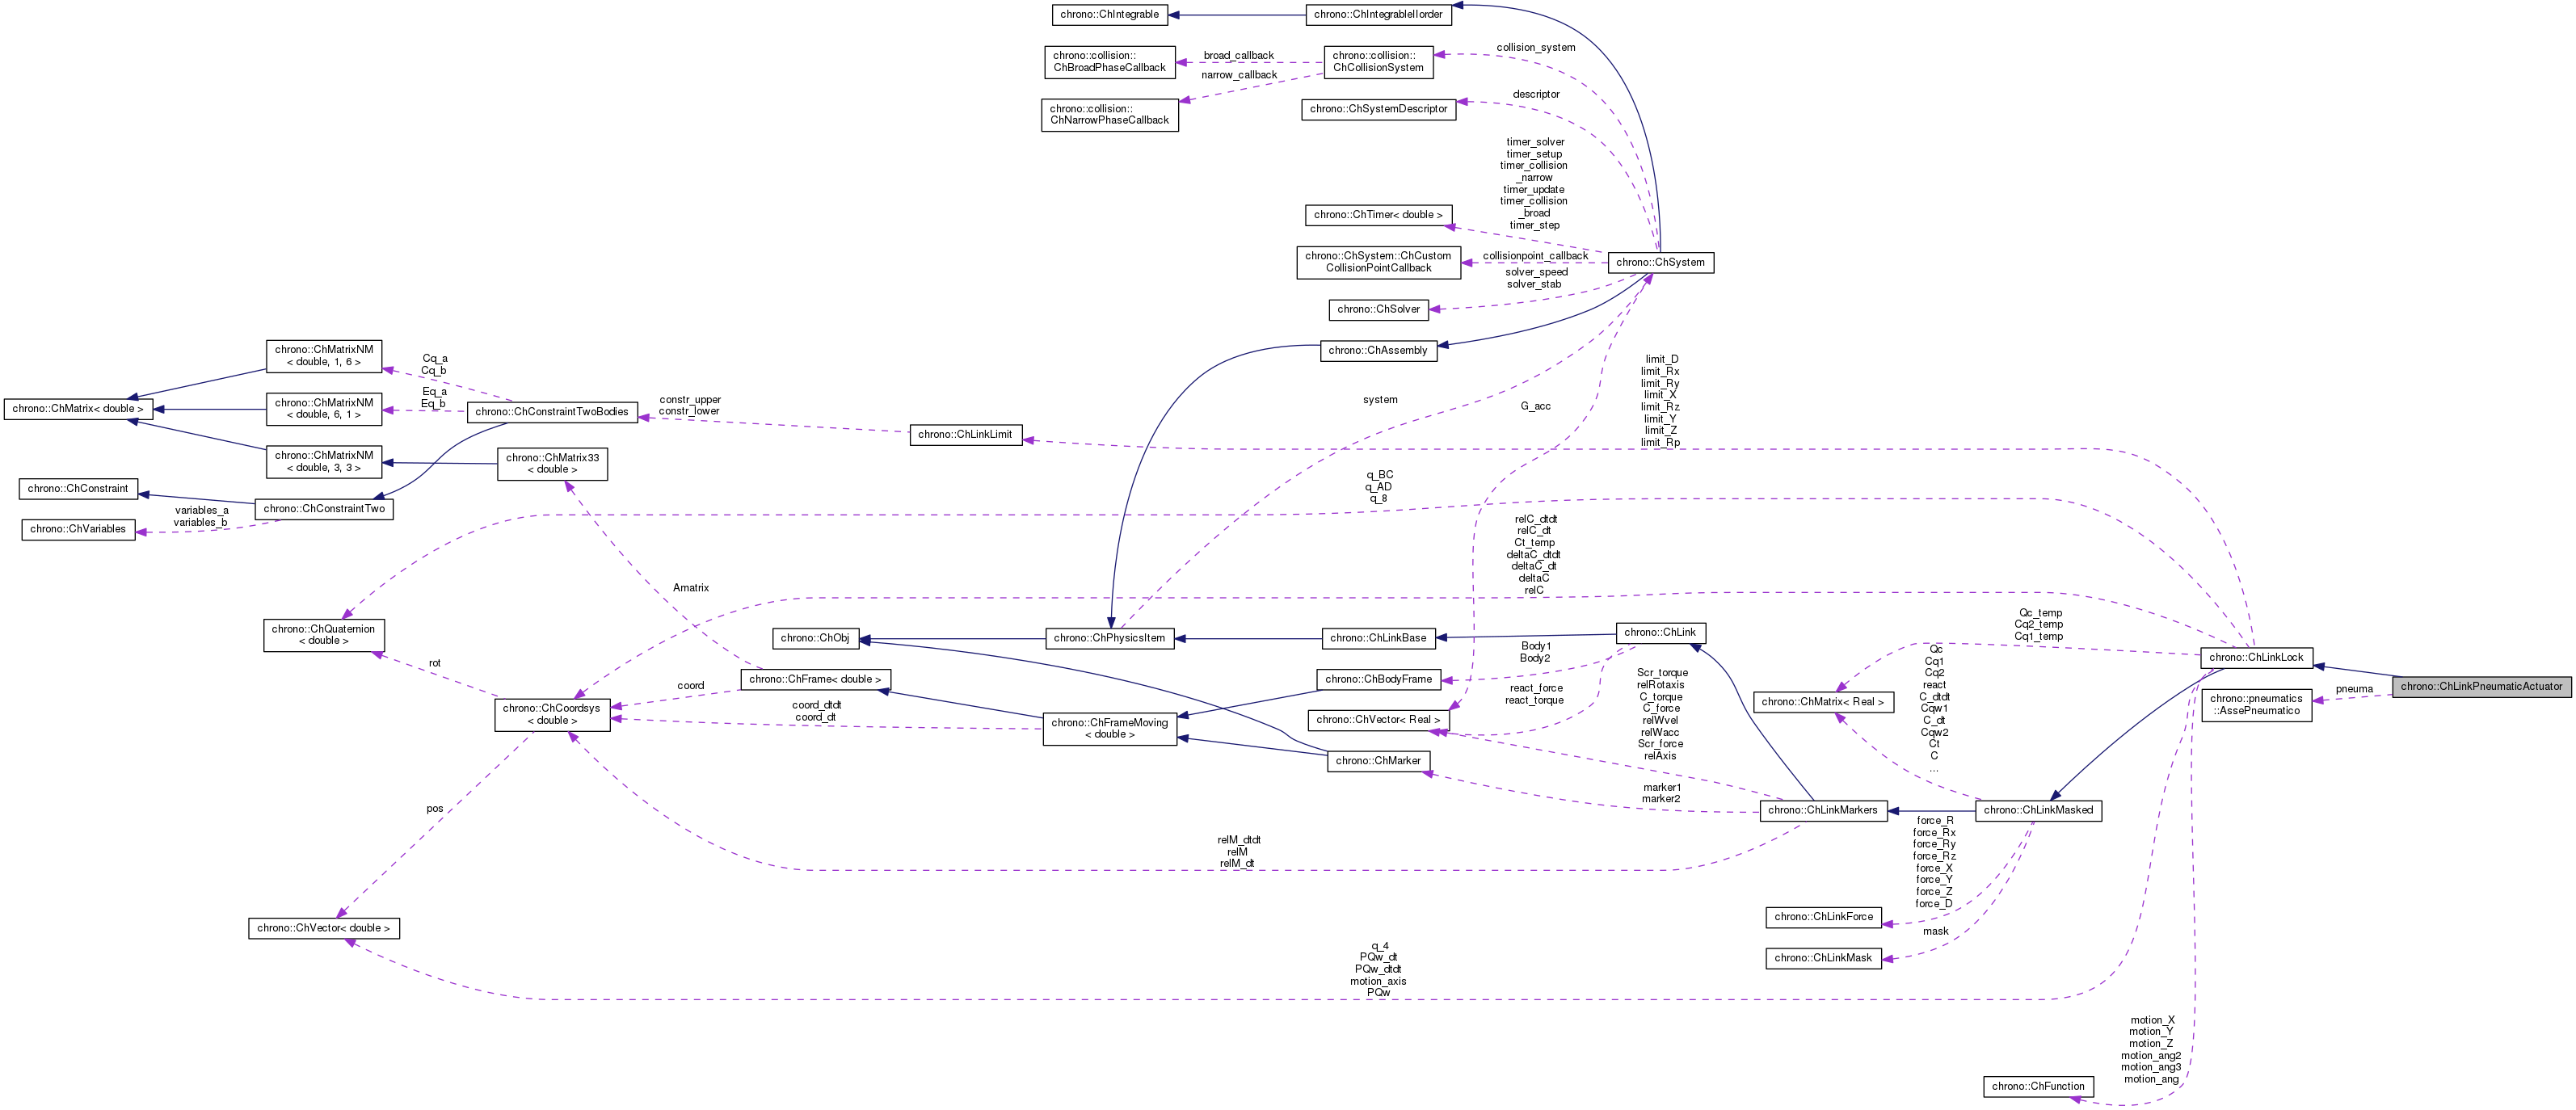 chrono::ChIntegrable
chrono::ChIntegrableIIorder
chrono::collision::
ChBroadPhaseCallback
broad_callback
narrow_callback
chrono::collision::
ChCollisionSystem
collision_system
chrono::collision::
ChNarrowPhaseCallback
chrono::ChSystemDescriptor
descriptor
timer_solver
timer_setup
timer_collision
_narrow
timer_update
timer_collision
_broad
timer_step
chrono::ChTimer< double >
chrono::ChSystem::ChCustom
CollisionPointCallback
collisionpoint_callback
chrono::ChSystem
solver_speed
solver_stab
chrono::ChSolver
chrono::ChAssembly
chrono::ChMatrixNM
< double, 1, 6 >
Cq_a
Cq_b
chrono::ChMatrix< double >
chrono::ChMatrixNM
< double, 6, 1 >
Eq_a
Eq_b
chrono::ChConstraintTwoBodies
constr_upper
constr_lower
chrono::ChLinkLimit
system
G_acc
limit_D
limit_Rx
limit_Ry
limit_X
limit_Rz
limit_Y
limit_Z
limit_Rp
chrono::ChMatrixNM
< double, 3, 3 >
chrono::ChMatrix33
< double >
chrono::ChConstraint
chrono::ChConstraintTwo
variables_a
variables_b
chrono::ChVariables
q_BC
q_AD
q_8
relC_dtdt
relC_dt
Ct_temp
deltaC_dtdt
deltaC_dt
deltaC
relC
Amatrix
chrono::ChQuaternion
< double >
rot
chrono::ChObj
chrono::ChPhysicsItem
chrono::ChLinkBase
chrono::ChLink
Qc_temp
Cq2_temp
Cq1_temp
chrono::ChLinkLock
chrono::ChLinkPneumaticActuator
pneuma
chrono::pneumatics
::AssePneumatico
chrono::ChFrame< double >
coord
chrono::ChCoordsys
< double >
coord_dtdt
coord_dt
chrono::ChFrameMoving
< double >
chrono::ChBodyFrame
Body1
Body2
react_force
react_torque
chrono::ChVector< Real >
chrono::ChMarker
Scr_torque
relRotaxis
C_torque
C_force
relWvel
relWacc
Scr_force
relAxis
marker1
marker2
chrono::ChMatrix< Real >
Qc
Cq1
Cq2
react
C_dtdt
Cqw1
C_dt
Cqw2
Ct
C
...
chrono::ChLinkMarkers
chrono::ChLinkMasked
pos
relM_dtdt
relM
relM_dt
force_R
force_Rx
force_Ry
force_Rz
force_X
force_Y
force_Z
force_D
chrono::ChLinkForce
mask
chrono::ChLinkMask
chrono::ChVector< double >
q_4
PQw_dt
PQw_dtdt
motion_axis
PQw
motion_X
motion_Y
motion_Z
motion_ang2
motion_ang3
motion_ang
chrono::ChFunction